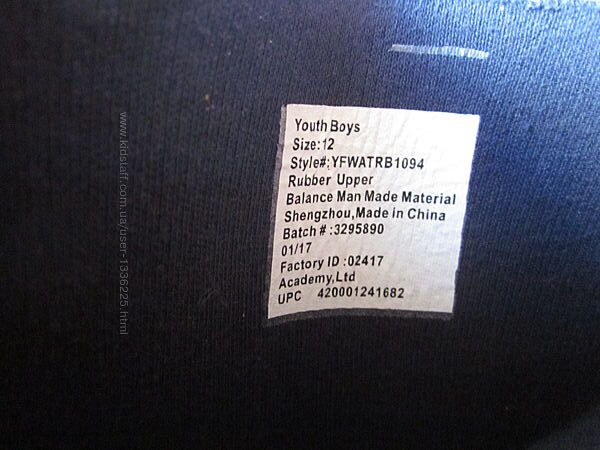 Youth Boys
Size:12
Style#:YFWATRB1094
Rubber Upper
Balance Man Made Material
Shengzhou,Made in China
Batch # :3295890
01/17
Factory ID :02417
Academy,Ltd
UPC 420001241682
www.kidstaff.com.ua/user-1336225.html